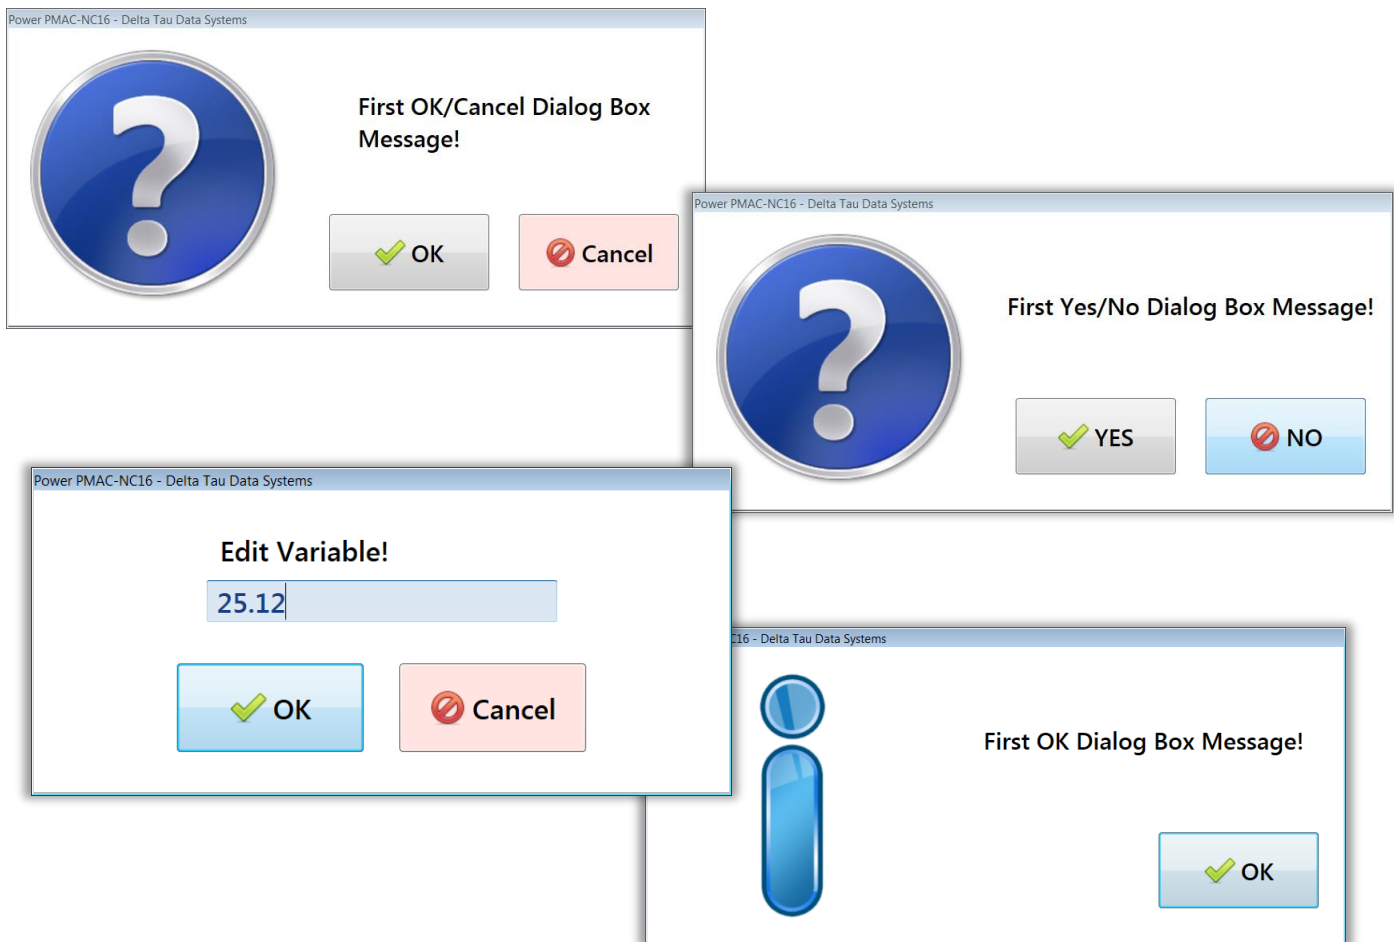 Power PMAC-NC16 - Delta Tau Data Systems
First OK/Cancel Dialog Box
Message!
OK
Cancel
Power PMAC-NC16 - Delta Tau Data Systems
First Yes/No Dialog Box Message!
YES
NO
Power PMAC-NC16 - Delta Tau Data Systems
Edit Variable!
25.12
OK
Cancel
C16 - Delta Tau Data Systems
First OK Dialog Box Message!
OK